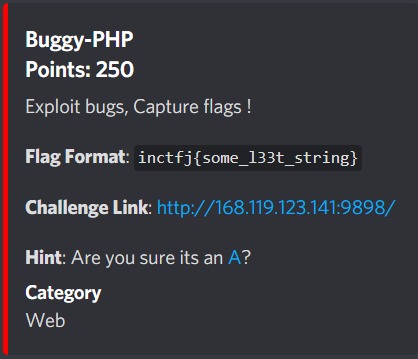 Buggy-PHP
Points: 250
Exploit bugs, Capture flags !
Flag Format: inctfj{some_l33t_string}
Challenge Link: http://168.119.123.141:9898/
Hint: Are you sure its an A?
Category
Web